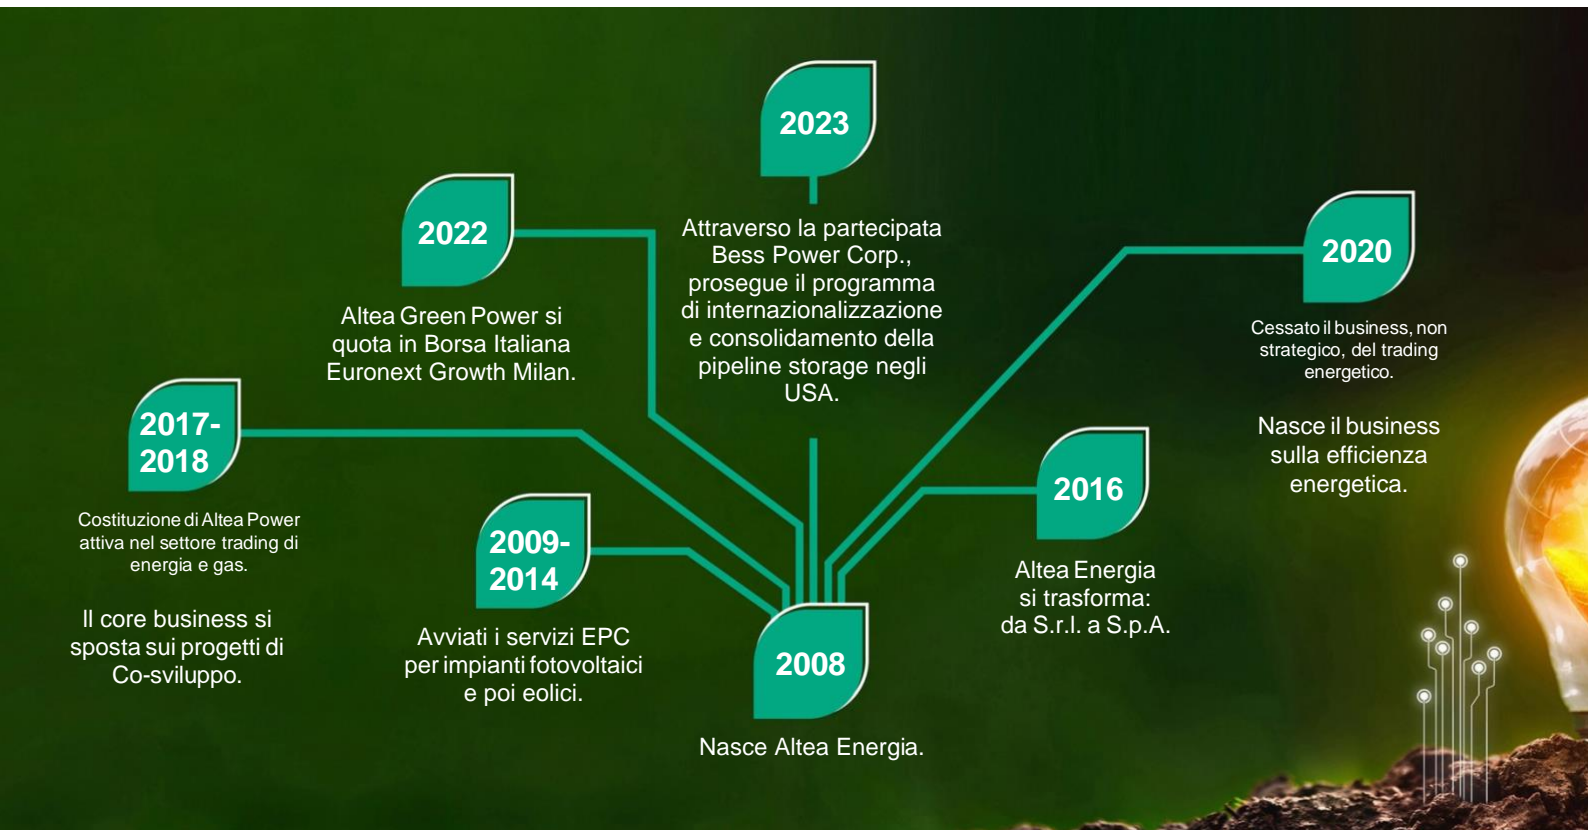 2023
Attraverso la partecipata
Bess Power Corp.,
prosegue il programma
di internazionalizzazione
e consolidamento della
pipeline storage negli
USA.
2022
Altea Green Power si
quota in Borsa Italiana
Euronext Growth Milan.
2020
Cessato il business, non
strategico, del trading
energetico.
Nasce il business
sulla efficienza
energetica.
2017-
2018
Costituzione di Altea Power
attiva nel settore trading di
energia e gas.
Il core business si
sposta sui progetti di
Co-sviluppo.
2009-
2014
Avviati i servizi EPC
per impianti fotovoltaici
e poi eolici.
2016
Altea Energia
si trasforma:
da S.r.l. a S.p.A.
2008
Nasce Altea Energia.